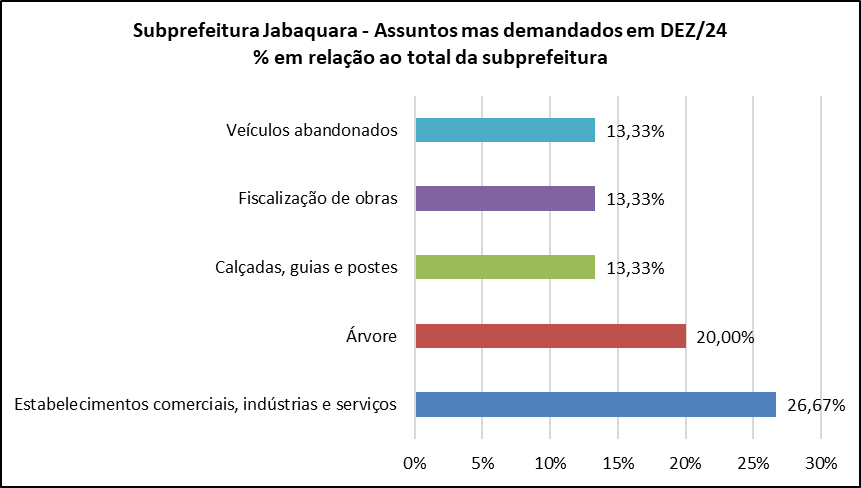 Subprefeitura Jabaquara - Assuntos mas demandados em DEZ/24
% em relação ao total da subprefeitura
Veículos abandonados 13,33%
Fiscalização de obras 13,33%
Calçadas, guias e postes 13,33%
Árvore 20,00%
Estabelecimentos comerciais, indústrias e serviços 26,67%
0% 5% 10% 15% 20% 25% 30%